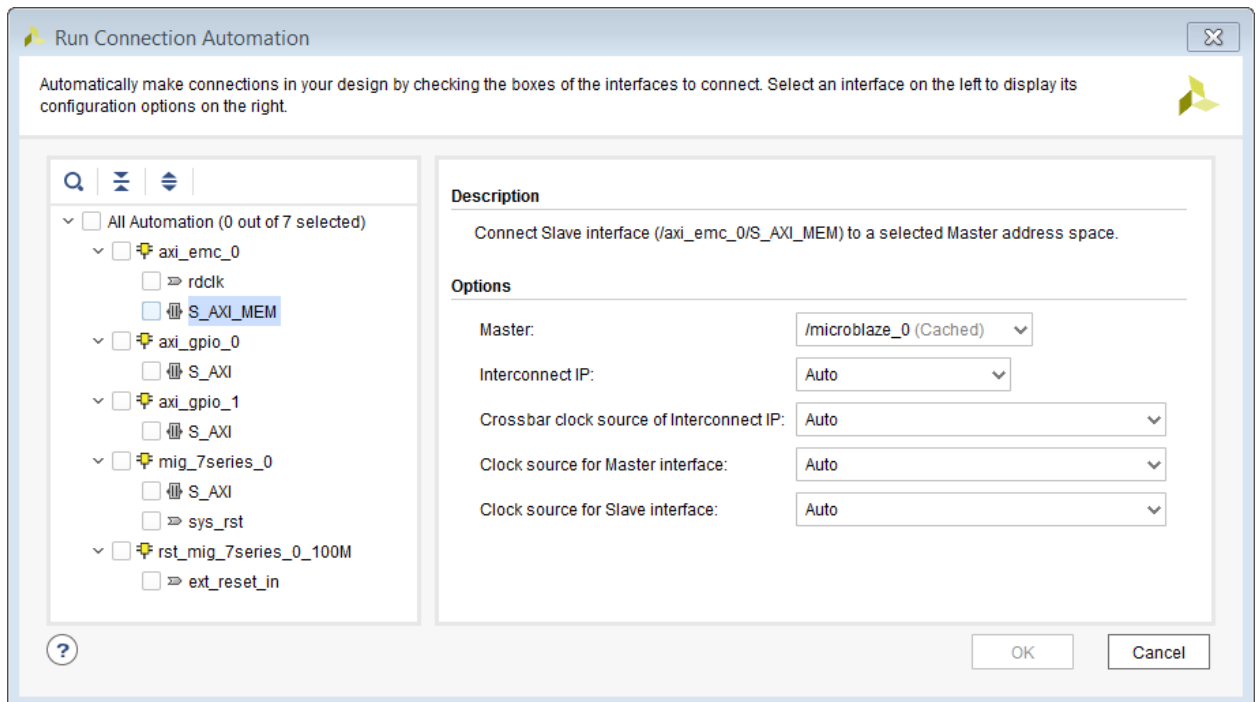 Run Connection Automation
Automatically make connections in your design by checking the boxes of the interfaces to connect. Select an interface on the left to display its
configuration options on the right.
All Automation (0 out of 7 selected)
axi_emc_0
rdclk
S_AXI_MEM
axi_gpio_0
S_AXI
axi_gpio_1
S_AXI
mig_7series_0
S_AXI
sys_rst
rst_mig_7series_0_100M
ext_reset_in
Description
Connect Slave interface (/axi_emc_0/S_AXI_MEM) to a selected Master address space.
Options
Master: /microblaze_0 (Cached)
Interconnect IP: Auto
Crossbar clock source of Interconnect IP: Auto
Clock source for Master interface: Auto
Clock source for Slave interface: Auto
?
OK Cancel